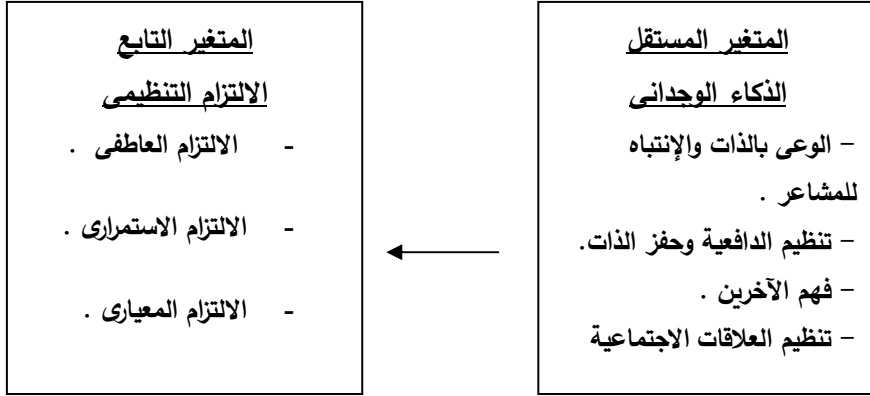 المتغير المستقل
الذكاء الوجدانى
– الوعى بالذات والإنتباه
للمشاعر .
– تنظيم الدافعية وحفز الذات.
– فهم الآخرين .
– تنظيم العلاقات الاجتماعية
المتغير التابع
الالتزام التنظيمى
- الالتزام العاطفى .
- الالتزام الاستمرارى .
- الالتزام المعيارى .